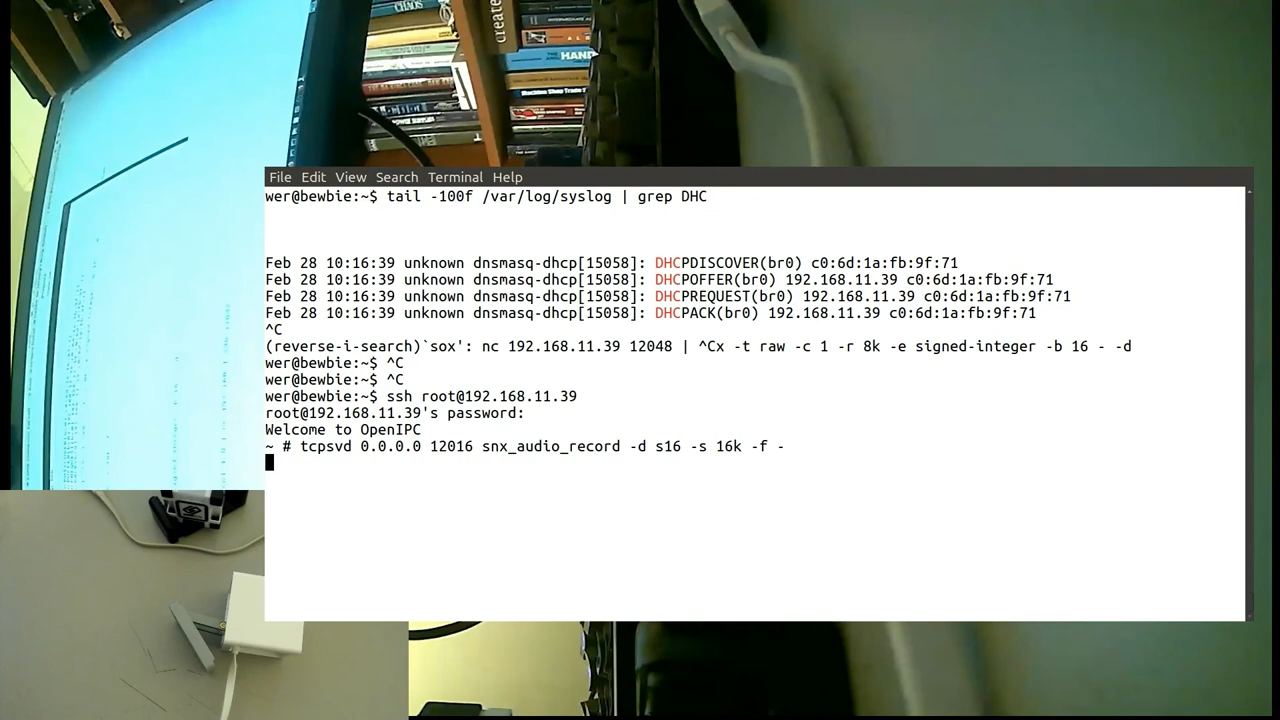 CHAOS
create
HAND
Machine Shop Trade
File Edit View Search Terminal Help
wer@bewbie:~$ tail -100f /var/log/syslog | grep DHC
Feb 28 10:16:39 unknown dnsmasq-dhcp[15058]: DHCPDISCOVER(br0) c0:6d:1a:fb:9f:71
Feb 28 10:16:39 unknown dnsmasq-dhcp[15058]: DHCPOFFER(br0) 192.168.11.39 c0:6d:1a:fb:9f:71
Feb 28 10:16:39 unknown dnsmasq-dhcp[15058]: DHCPREQUEST(br0) 192.168.11.39 c0:6d:1a:fb:9f:71
Feb 28 10:16:39 unknown dnsmasq-dhcp[15058]: DHCPACK(br0) 192.168.11.39 c0:6d:1a:fb:9f:71
^C
(reverse-i-search)`sox': nc 192.168.11.39 12048 | ^Cx -t raw -c 1 -r 8k -e signed-integer -b 16 - -d
wer@bewbie:~$ ^C
wer@bewbie:~$ ^C
wer@bewbie:~$ ssh root@192.168.11.39
root@192.168.11.39's password:
Welcome to OpenIPC
~ # tcpsvd 0.0.0.0 12016 snx_audio_record -d s16 -s 16k -f -